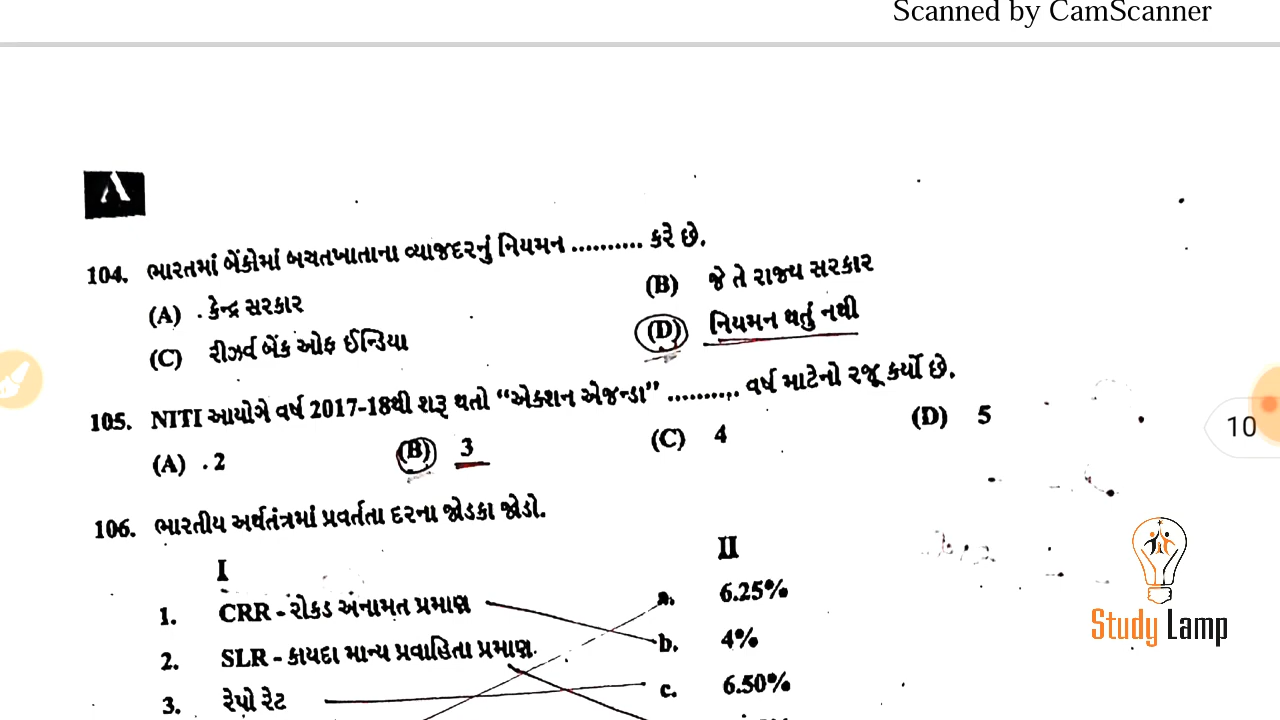 Scanned by CamScanner
A
104. ભારતમાં બેંકોમાં બચતખાતાના વ્યાજદરનું નિયમન .......... કરે છે.
(A) કેન્દ્ર સરકાર (B) જે તે રાજ્ય સરકાર
(C) રીઝર્વ બેંક ઓફ ઈન્ડિયા (D) નિયમન થર્તું નથી
105. NITI આયોગે વર્ષ 2017-18થી શરૂ થતો “એક્શન એજન્ડા” .......... વર્ષ માટેનો રજૂ કર્યો છે.
(A) 2 (B) 3 (C) 4 (D) 5
10
106. ભારતીય અર્થતંત્રમાં પ્રવર્તતા દરના જોડકા જોડો.
I II
1. CRR - રોકડ અનામત પ્રમાણ a. 6.25%
2. SLR - કાયદા માન્ય પ્રવાહિતા પ્રમાણ. b. 4%
3. રેપો રેટ c. 6.50%
Study Lamp